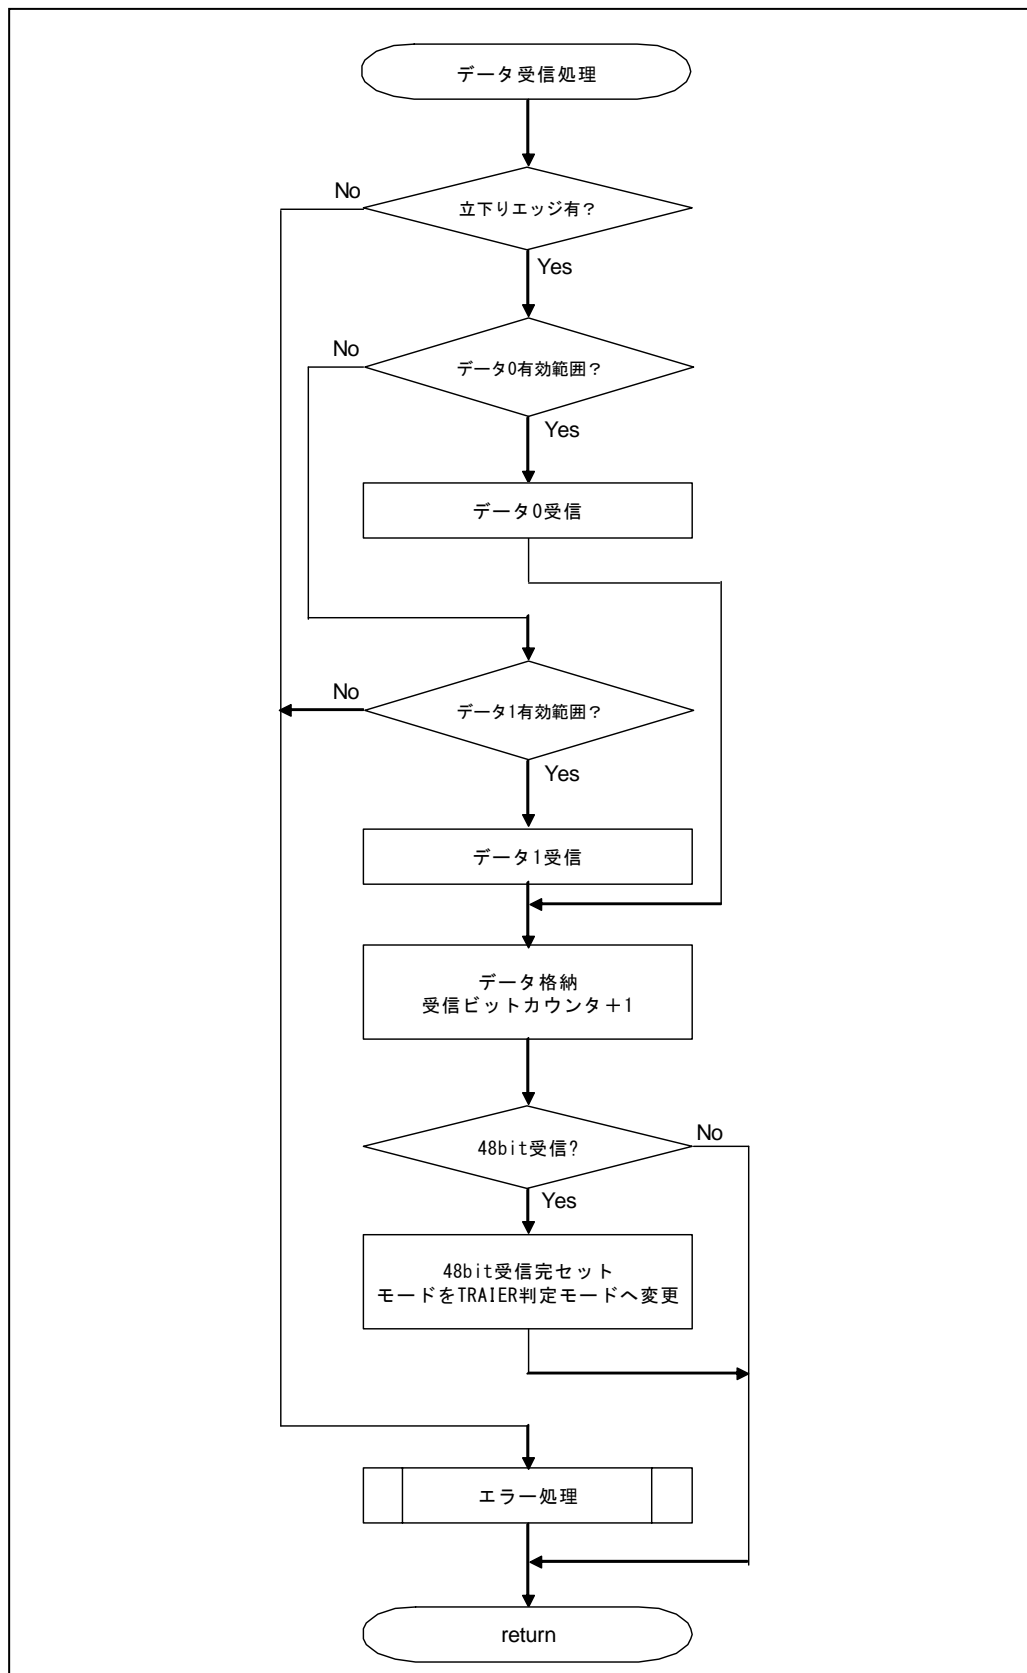 データ受信処理
No
立下りエッジ有？
Yes
No
データ0有効範囲？
Yes
データ0受信
No
データ1有効範囲？
Yes
データ1受信
データ格納
受信ビットカウンタ＋1
48bit受信?
No
Yes
48bit受信完セット
モードをTRAIER判定モードへ変更
エラー処理
return